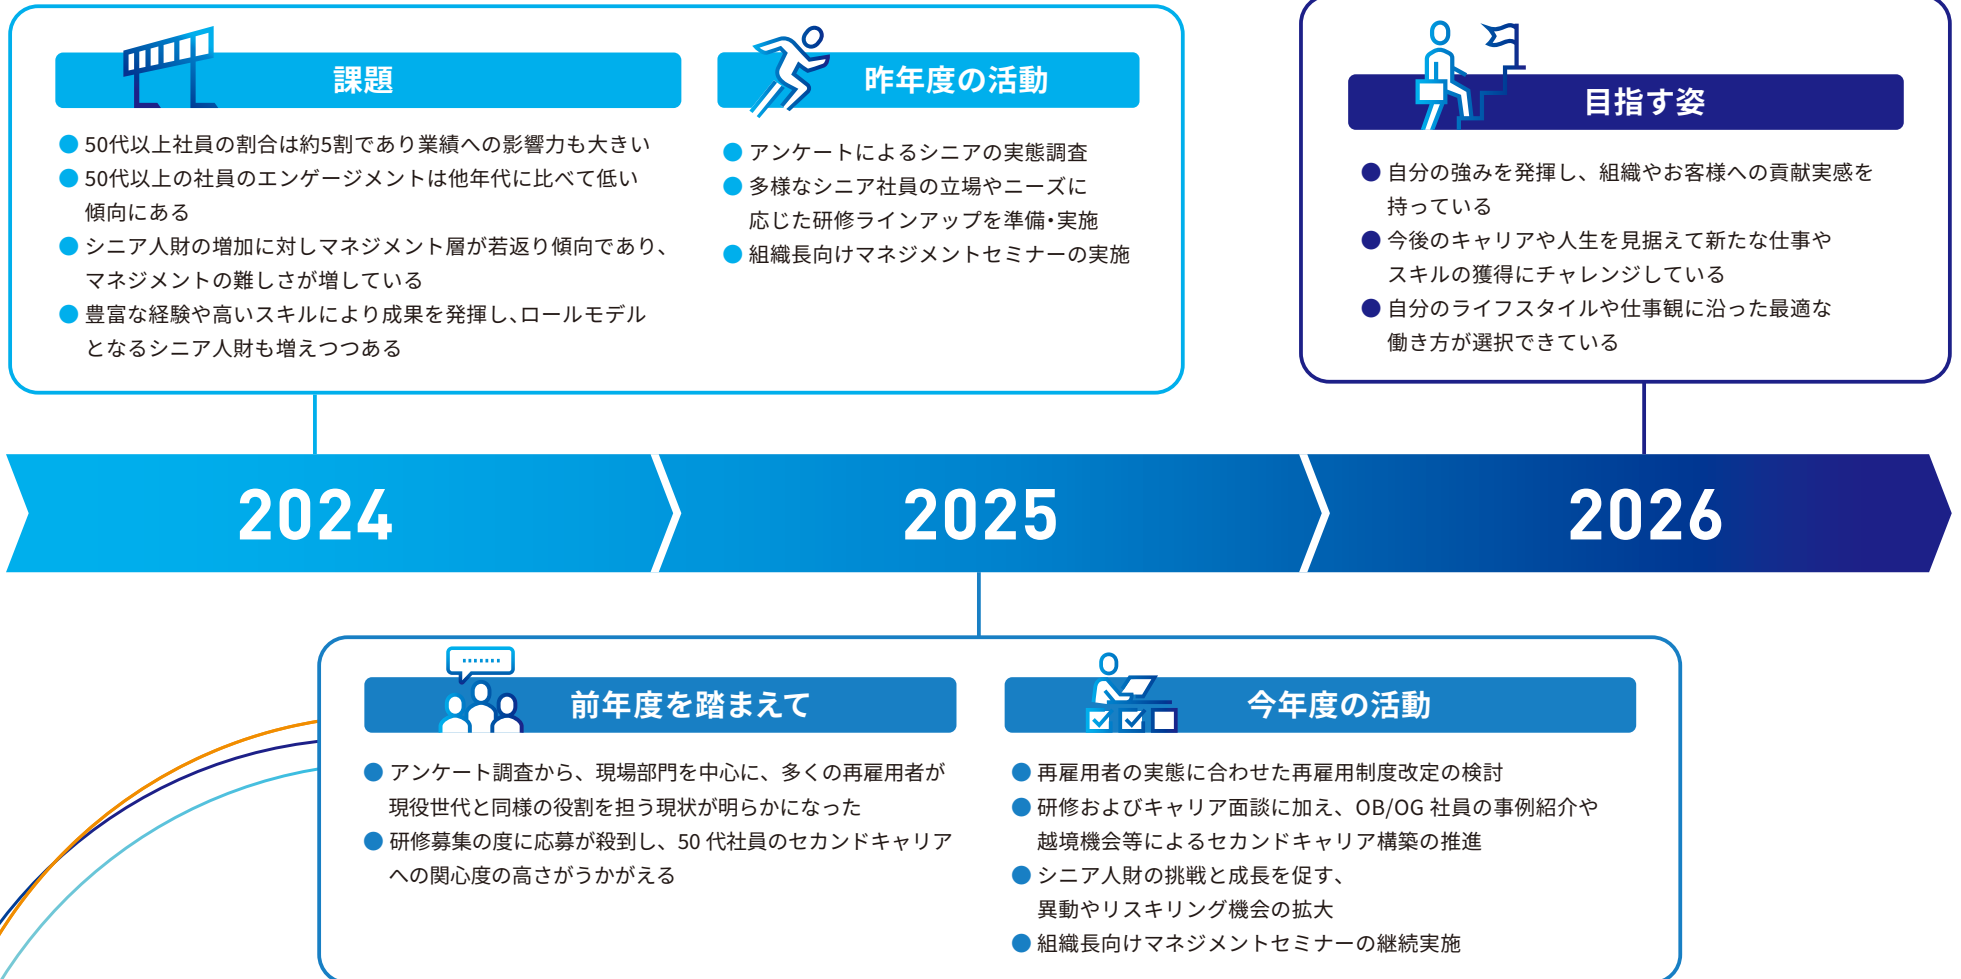 課題
● 50代以上社員の割合は約5割であり業績への影響力も大きい
● 50代以上の社員のエンゲージメントは他年代に比べて低い
傾向にある
● シニア人財の増加に対しマネジメント層が若返り傾向であり、
マネジメントの難しさが増している
● 豊富な経験や高いスキルにより成果を発揮し、ロールモデル
となるシニア人財も増えつつある
昨年度の活動
● アンケートによるシニアの実態調査
● 多様なシニア社員の立場やニーズに
応じた研修ラインアップを準備・実施
● 組織長向けマネジメントセミナーの実施
目指す姿
● 自分の強みを発揮し、組織やお客様への貢献実感を
持っている
● 今後のキャリアや人生を見据えて新たな仕事や
スキルの獲得にチャレンジしている
● 自分のライフスタイルや仕事観に沿った最適な
働き方が選択できている
2024
2025
2026
前年度を踏まえて
● アンケート調査から、現場部門を中心に、多くの再雇用者が
現役世代と同様の役割を担う現状が明らかになった
● 研修募集の度に応募が殺到し、50 代社員のセカンドキャリア
への関心度の高さがうかがえる
今年度の活動
● 再雇用者の実態に合わせた再雇用制度改定の検討
● 研修およびキャリア面談に加え、OB/OG 社員の事例紹介や
越境機会等によるセカンドキャリア構築の推進
● シニア人財の挑戦と成長を促す、
異動やリスキリング機会の拡大
● 組織長向けマネジメントセミナーの継続実施